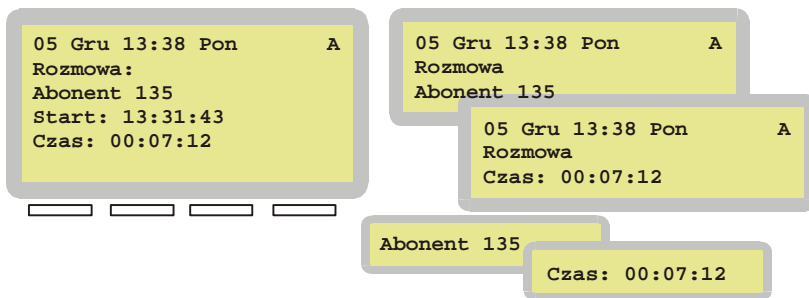 05 Gru 13:38 Pon A
Rozmowa:
Abonent 135
Start: 13:31:43
Czas: 00:07:12
05 Gru 13:38 Pon A
Rozmowa
Abonent 135
05 Gru 13:38 Pon A
Rozmowa
Czas: 00:07:12
Abonent 135
Czas: 00:07:12